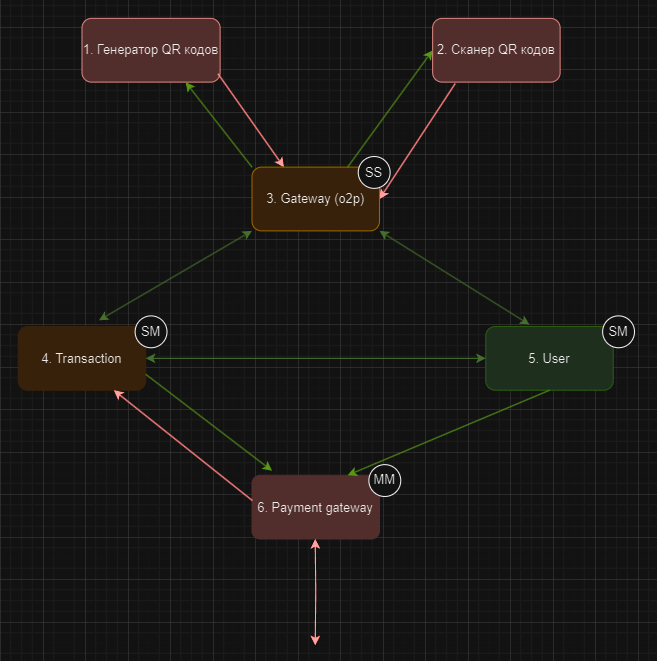 1. Генератор QR кодов
2. Сканер QR кодов
SS
3. Gateway (o2p)
SM
4. Transaction
SM
5. User
MM
6. Payment gateway